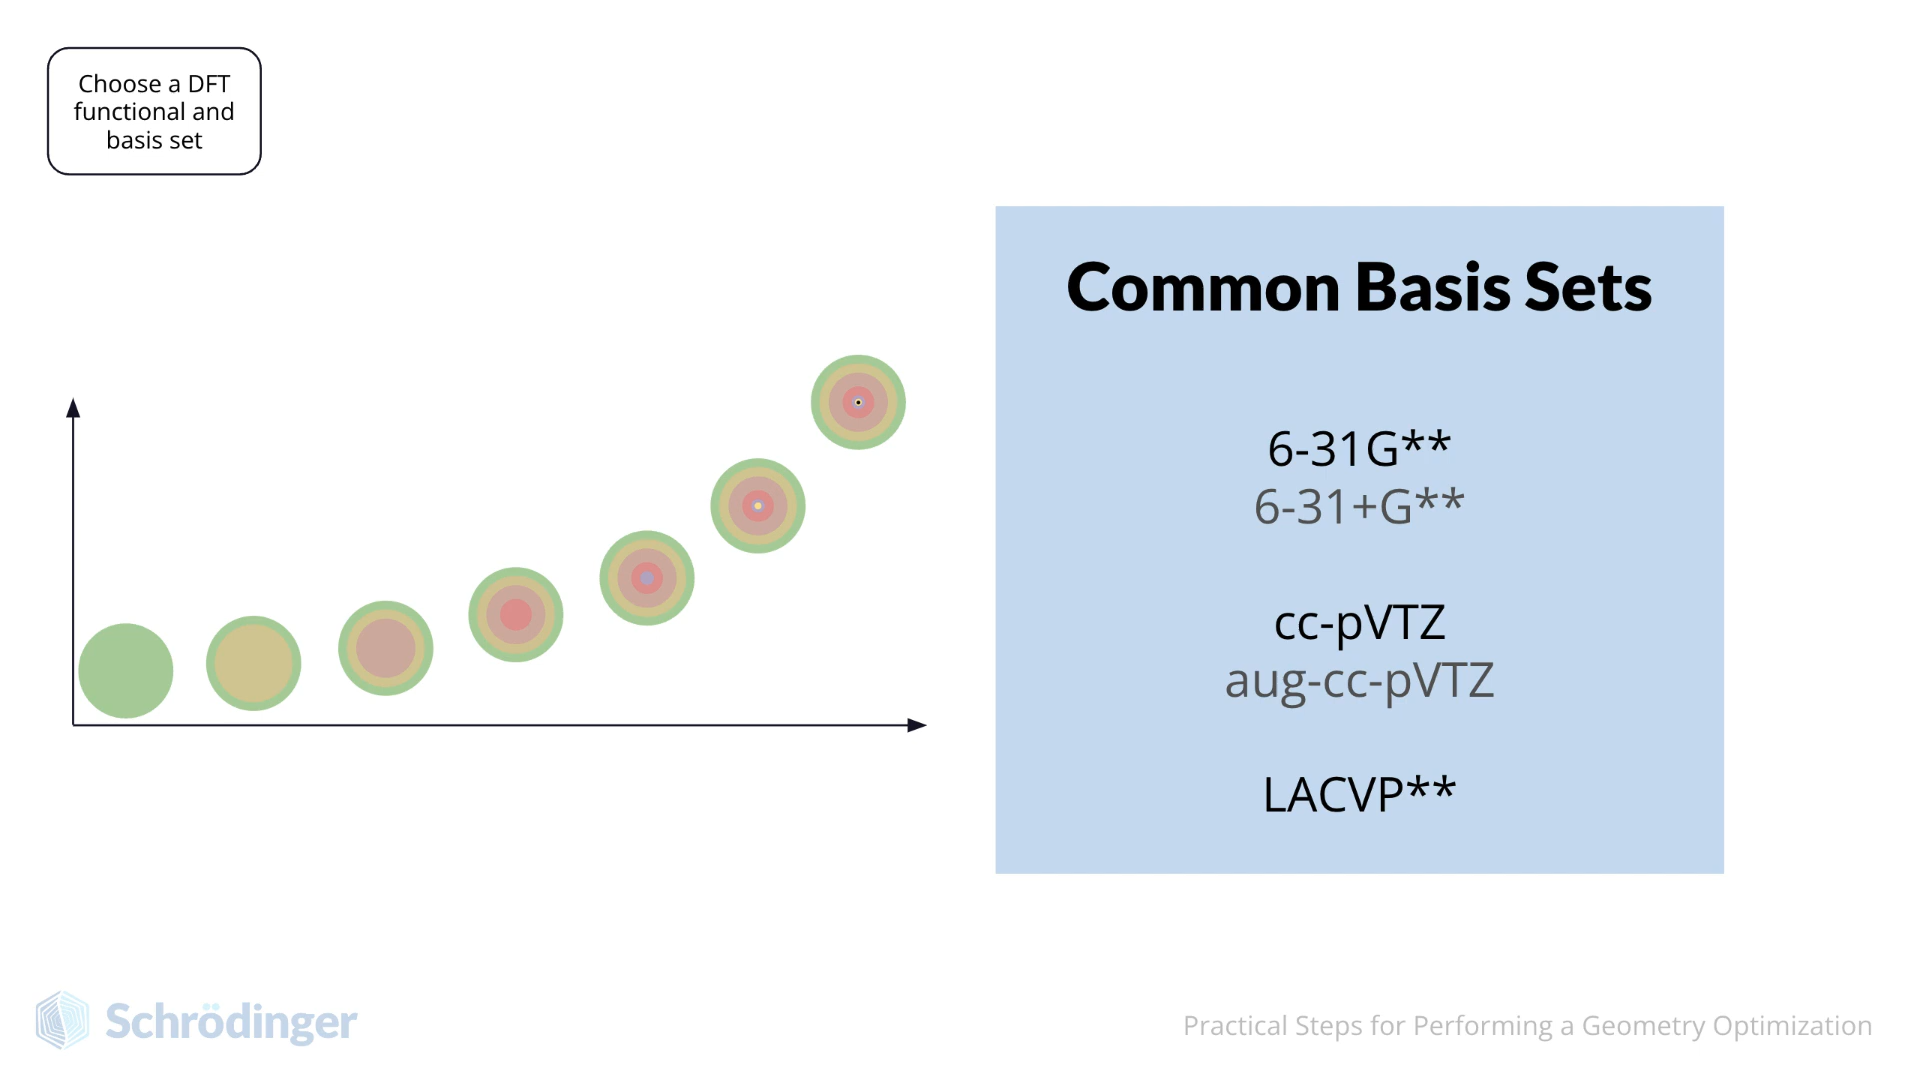 Choose a DFT
functional and
basis set
Common Basis Sets
6-31G**
6-31+G**
cc-pVTZ
aug-cc-pVTZ
LACVP**
Schrödinger
Practical Steps for Performing a Geometry Optimization